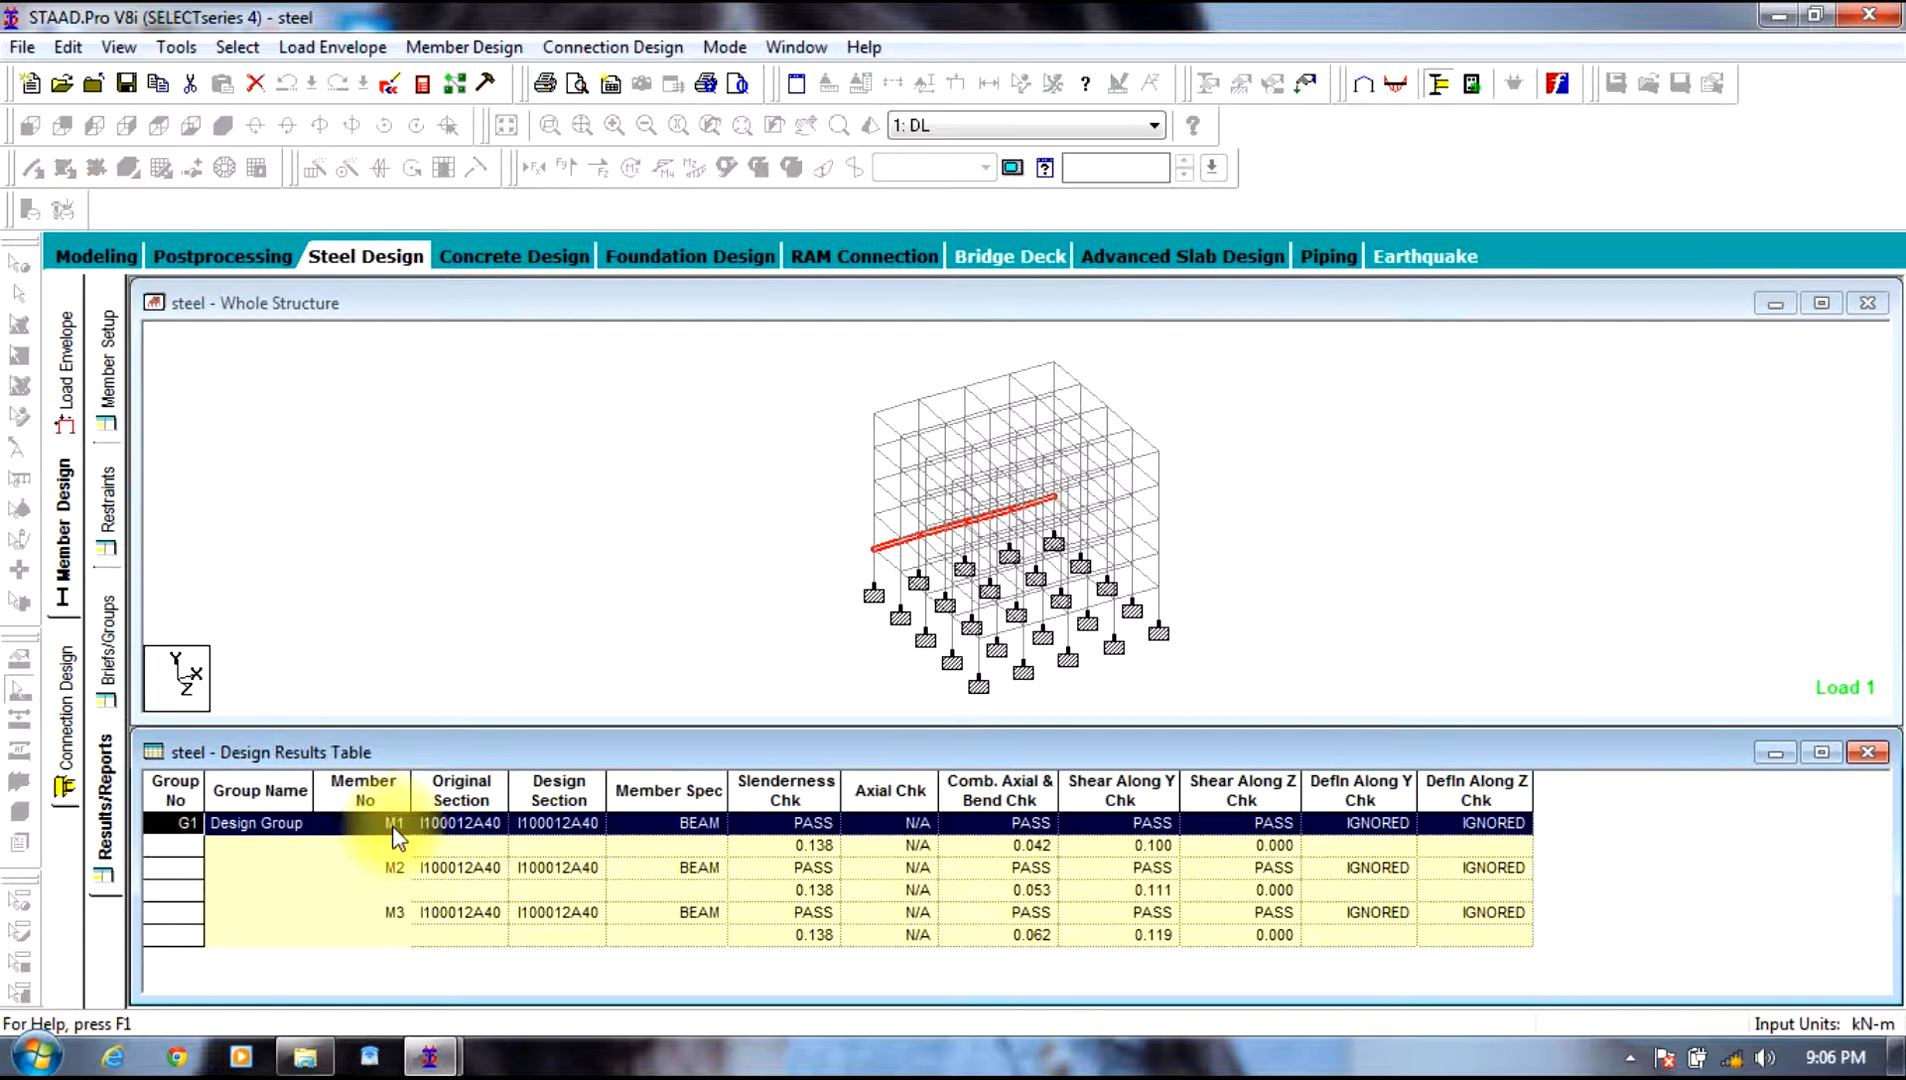 STAAD.Pro V8i (SELECTseries 4) - steel
File Edit View Tools Select Load Envelope Member Design Connection Design Mode Window Help
1: DL
Modeling Postprocessing Steel Design Concrete Design Foundation Design RAM Connection Bridge Deck Advanced Slab Design Piping Earthquake
Load Envelope
Member Design
Connection Design
Member Setup
Restraints
Briefs/Groups
Results/Reports
steel - Whole Structure
Y
X
Z
Load 1
steel - Design Results Table
Group No Group Name Member No Original Section Design Section Member Spec Slenderness Chk Axial Chk Comb. Axial & Bend Chk Shear Along Y Chk Shear Along Z Chk Defln Along Y Chk Defln Along Z Chk
G1 Design Group M1 I100012A40 I100012A40 BEAM PASS N/A PASS PASS PASS IGNORED IGNORED
0.138 N/A 0.042 0.100 0.000
M2 I100012A40 I100012A40 BEAM PASS N/A PASS PASS PASS IGNORED IGNORED
0.138 N/A 0.053 0.111 0.000
M3 I100012A40 I100012A40 BEAM PASS N/A PASS PASS PASS IGNORED IGNORED
0.138 N/A 0.062 0.119 0.000
For Help, press F1
Input Units: kN-m
9:06 PM